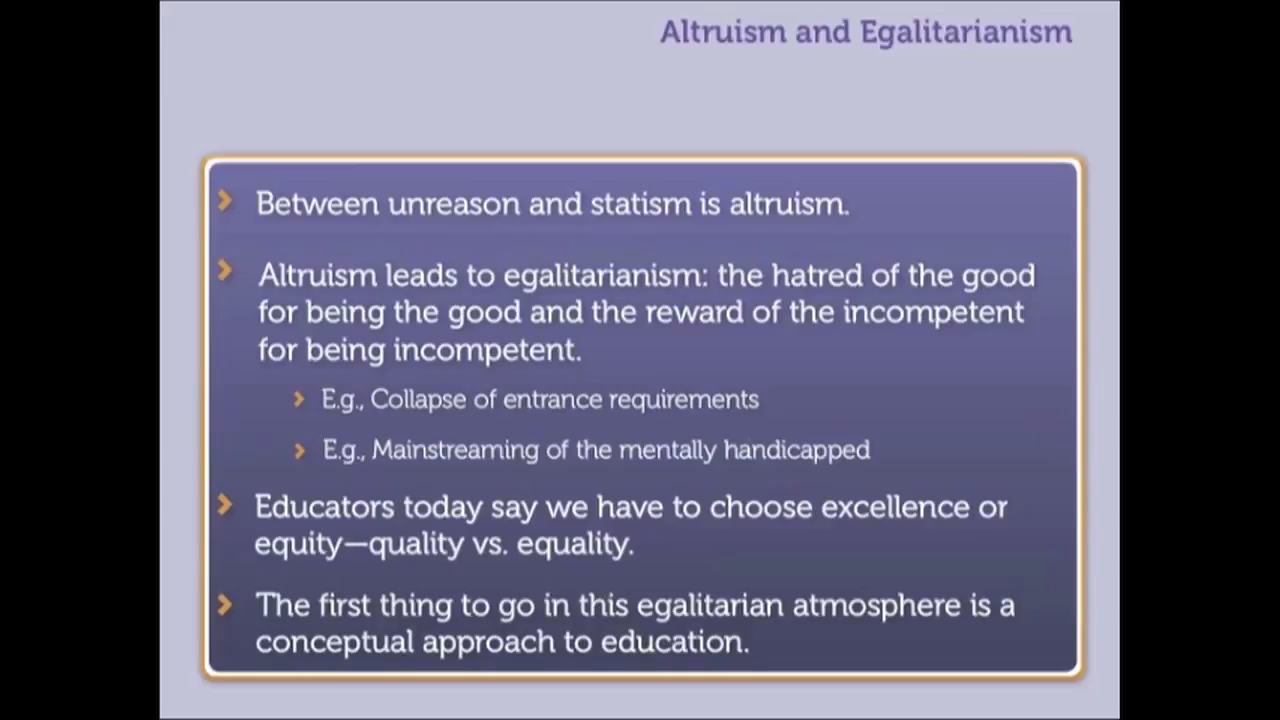 Altruism and Egalitarianism
Between unreason and statism is altruism.
Altruism leads to egalitarianism: the hatred of the good
for being the good and the reward of the incompetent
for being incompetent.
E.g., Collapse of entrance requirements
E.g., Mainstreaming of the mentally handicapped
Educators today say we have to choose excellence or
equity—quality vs. equality.
The first thing to go in this egalitarian atmosphere is a
conceptual approach to education.